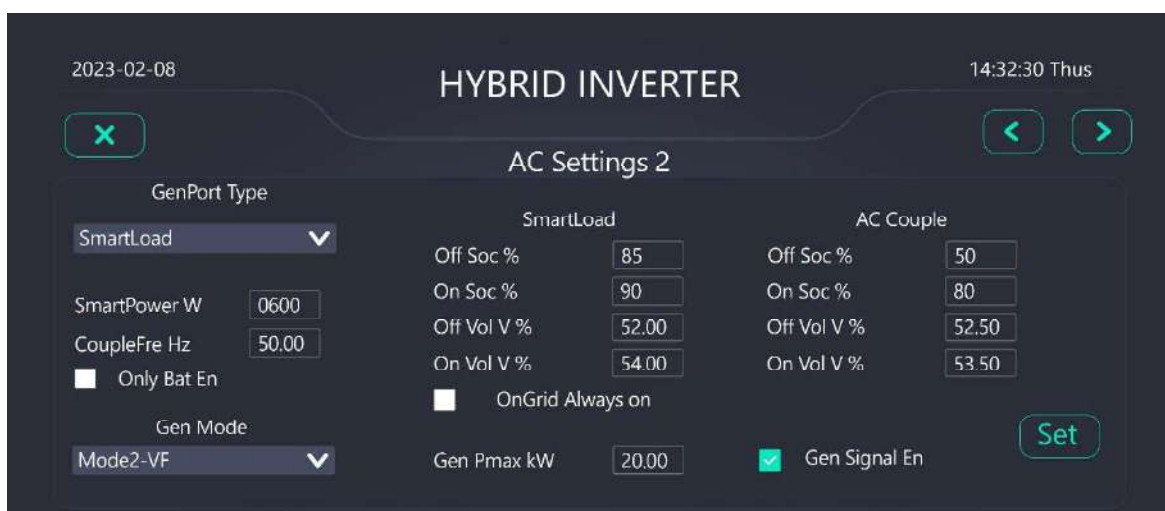 2023-02-08
HYBRID INVERTER
14:32:30 Thus
AC Settings 2
GenPort Type
SmartLoad
SmartPower W 0600
CoupleFre Hz 50.00
Only Bat En
Gen Mode
Mode2-VF
SmartLoad
Off Soc % 85
On Soc % 90
Off Vol V % 52.00
On Vol V % 54.00
OnGrid Always on
Gen Pmax kW 20.00
AC Couple
Off Soc % 50
On Soc % 80
Off Vol V % 52.50
On Vol V % 53.50
Gen Signal En
Set